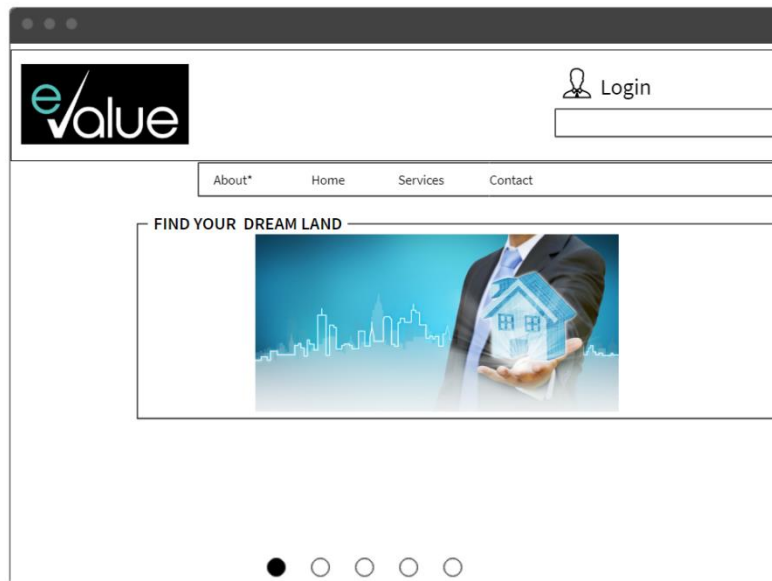 eValue
Login
About* Home Services Contact
FIND YOUR DREAM LAND